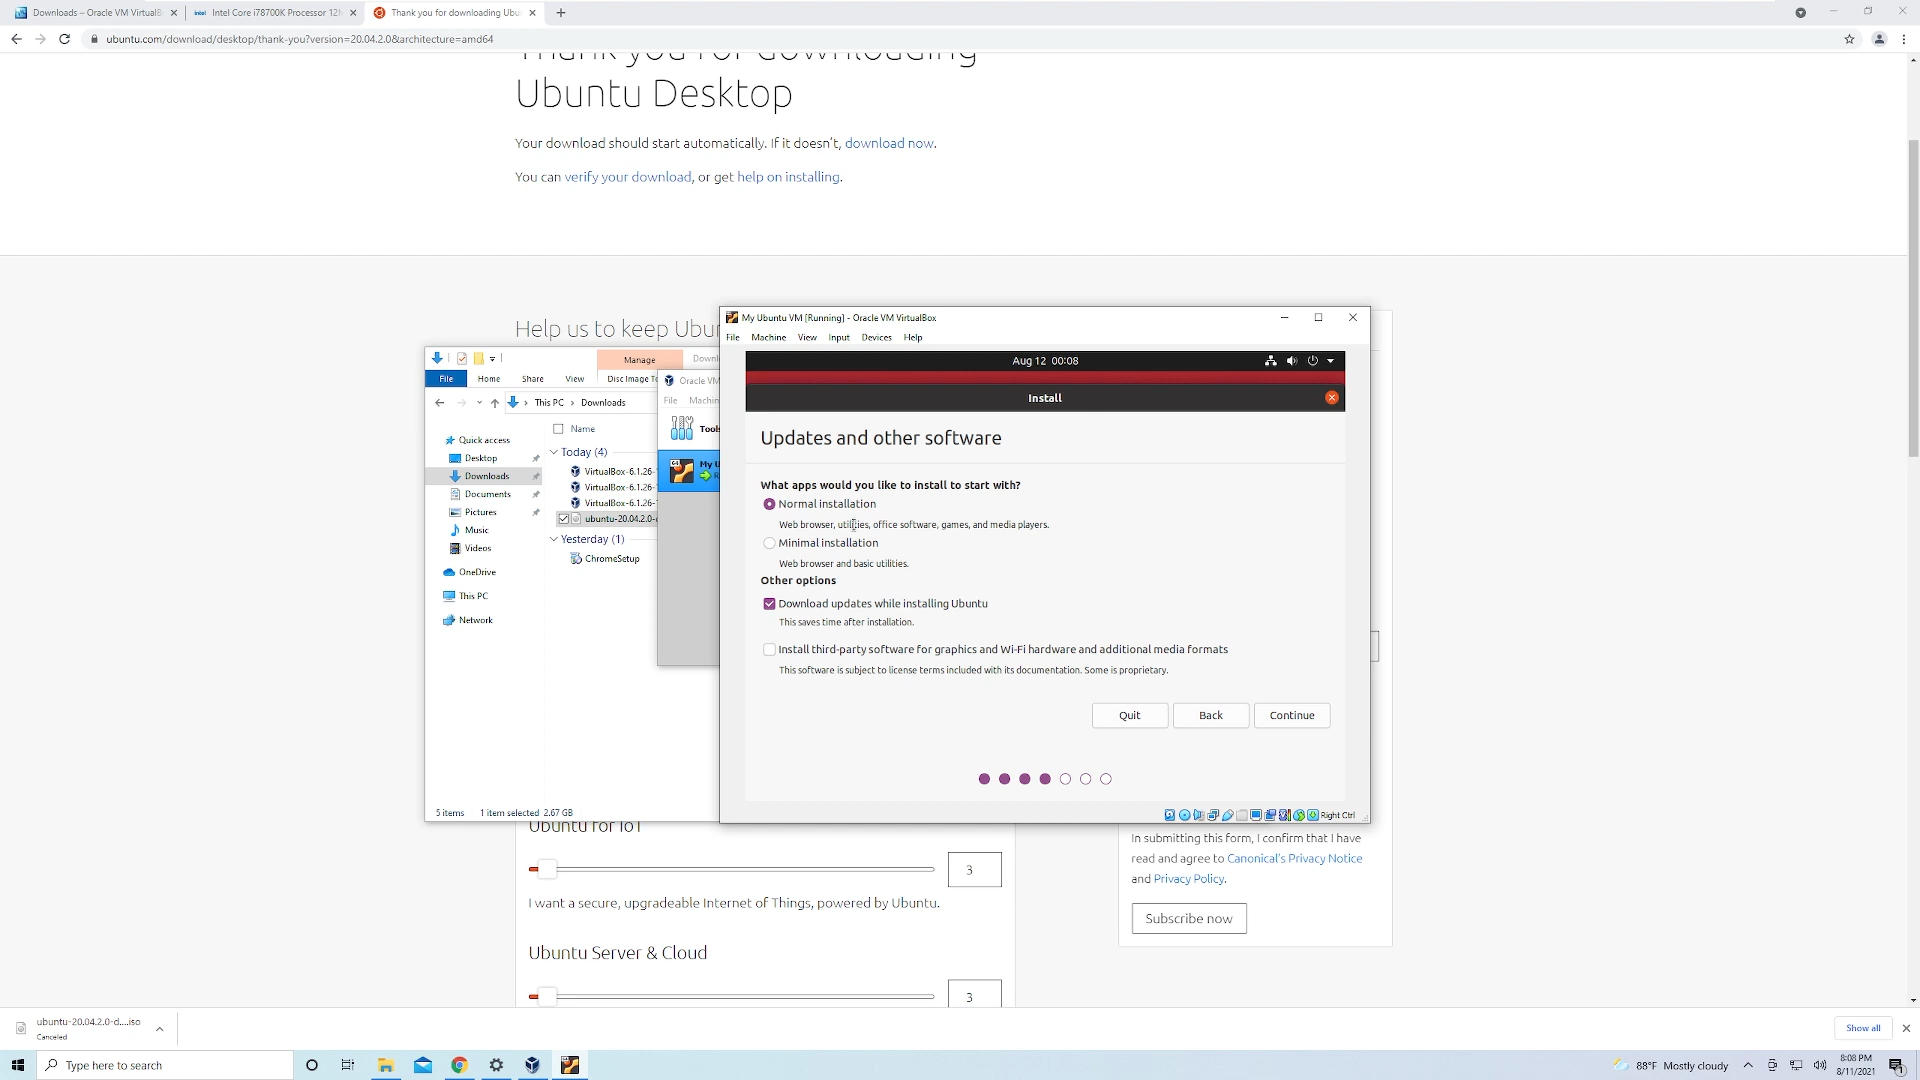 Downloads – Oracle VM VirtualB
Intel Core i78700K Processor 12M
Thank you for downloading Ubu
ubuntu.com/download/desktop/thank-you?version=20.04.2.0&architecture=amd64
Thank you for downloading
Ubuntu Desktop
Your download should start automatically. If it doesn't, download now.
You can verify your download, or get help on installing.
Help us to keep Ubun
Manage
Downl
File
Home
Share
View
Disc Image To
This PC
Downloads
Name
Quick access
Desktop
Downloads
Documents
Pictures
Music
Videos
OneDrive
This PC
Network
Today (4)
VirtualBox-6.1.26-
VirtualBox-6.1.26-
VirtualBox-6.1.26-
ubuntu-20.04.2.0-
Yesterday (1)
ChromeSetup
5 items
1 item selected 2.67 GB
Oracle VM
File
Machin
Tools
My U
My Ubuntu VM [Running] - Oracle VM VirtualBox
File
Machine
View
Input
Devices
Help
Aug 12 00:08
Install
Updates and other software
What apps would you like to install to start with?
Normal installation
Web browser, utilities, office software, games, and media players.
Minimal installation
Web browser and basic utilities.
Other options
Download updates while installing Ubuntu
This saves time after installation.
Install third-party software for graphics and Wi-Fi hardware and additional media formats
This software is subject to license terms included with its documentation. Some is proprietary.
Quit
Back
Continue
Right Ctrl
Ubuntu for IoT
3
I want a secure, upgradeable Internet of Things, powered by Ubuntu.
Ubuntu Server & Cloud
3
In submitting this form, I confirm that I have
read and agree to Canonical's Privacy Notice
and Privacy Policy.
Subscribe now
ubuntu-20.04.2.0-d....iso
Canceled
Show all
Type here to search
88°F Mostly cloudy
8:08 PM
8/11/2021